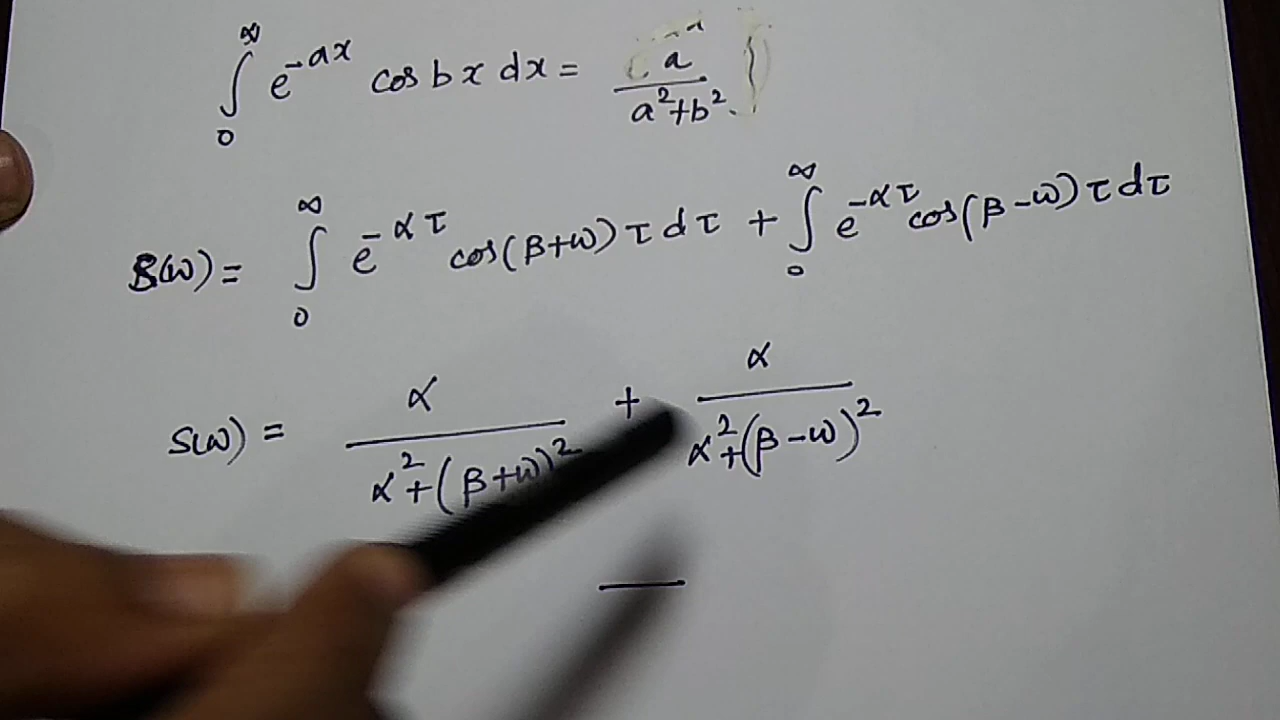 ∫₀^∞ e^{-ax} cos bx dx = a/(a²+b²).
S(ω) = ∫₀^∞ e^{-ατ} cos(β+ω)τ dτ + ∫₀^∞ e^{-ατ} cos(β-ω)τ dτ
S(ω) = α/(α²+(β+ω)²) + α/(α²+(β-ω)²)